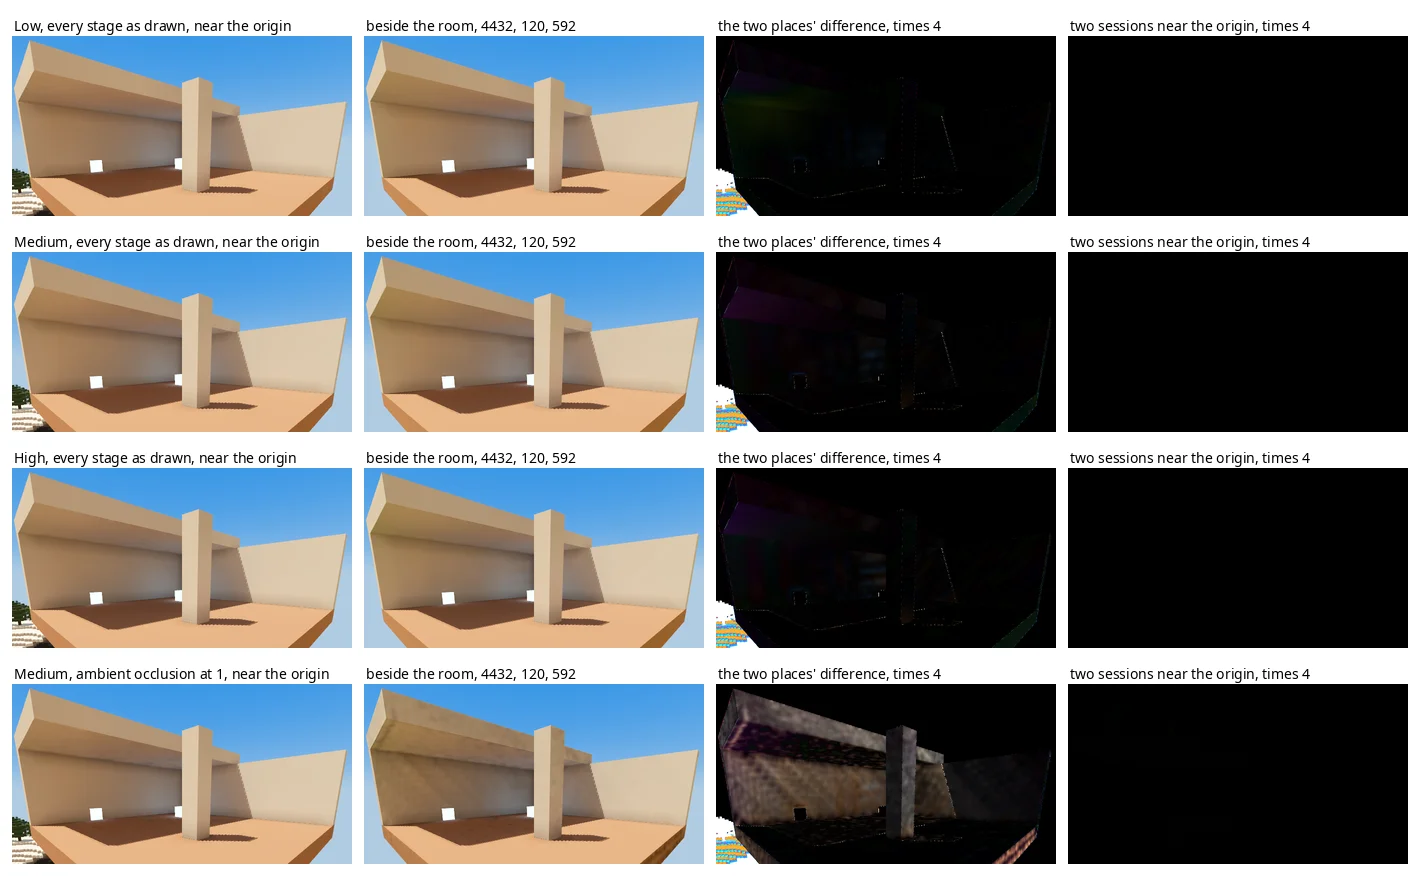 Low, every stage as drawn, near the origin
beside the room, 4432, 120, 592
the two places' difference, times 4
two sessions near the origin, times 4
Medium, every stage as drawn, near the origin
beside the room, 4432, 120, 592
the two places' difference, times 4
two sessions near the origin, times 4
High, every stage as drawn, near the origin
beside the room, 4432, 120, 592
the two places' difference, times 4
two sessions near the origin, times 4
Medium, ambient occlusion at 1, near the origin
beside the room, 4432, 120, 592
the two places' difference, times 4
two sessions near the origin, times 4